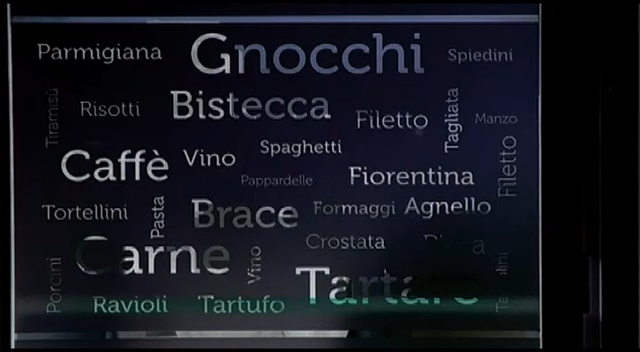 Parmigiana Gnocchi Spiedini
Tiramisù Risotti Bistecca Filetto Tagliata Manzo
Caffè Vino Spaghetti Filetto
Pappardelle Fiorentina
Tortellini Pasta Brace Formaggi Agnello
Carne Vino Crostata
Porcini Tartare
Ravioli Tartufo